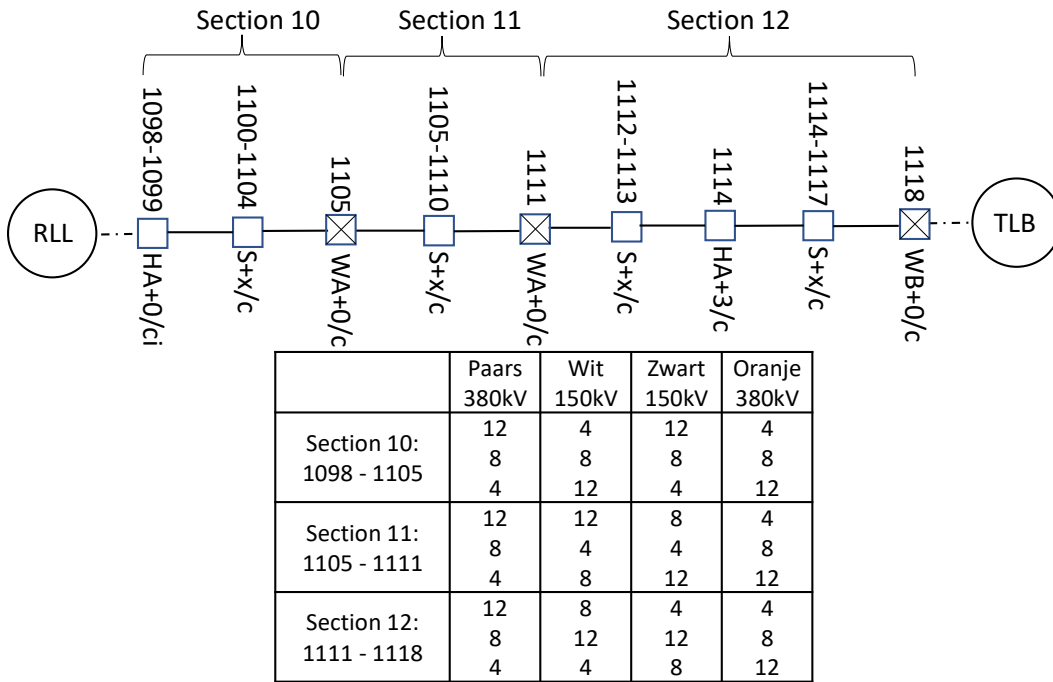 Section 10
Section 11
Section 12
1098-1099
1100-1104
1105
1105-1110
1111
1112-1113
1114
1114-1117
1118
RLL
TLB
HA+0/ci
S+x/c
WA+0/c
S+x/c
WA+0/c
S+x/c
HA+3/c
S+x/c
WB+0/c
Paars Wit Zwart Oranje
380kV 150kV 150kV 380kV
12 4 12 4
Section 10:
8 8 8 8
1098 - 1105
4 12 4 12
12 12 8 4
Section 11:
8 4 4 8
1105 - 1111
4 8 12 12
12 8 4 4
Section 12:
8 12 12 8
1111 - 1118
4 4 8 12